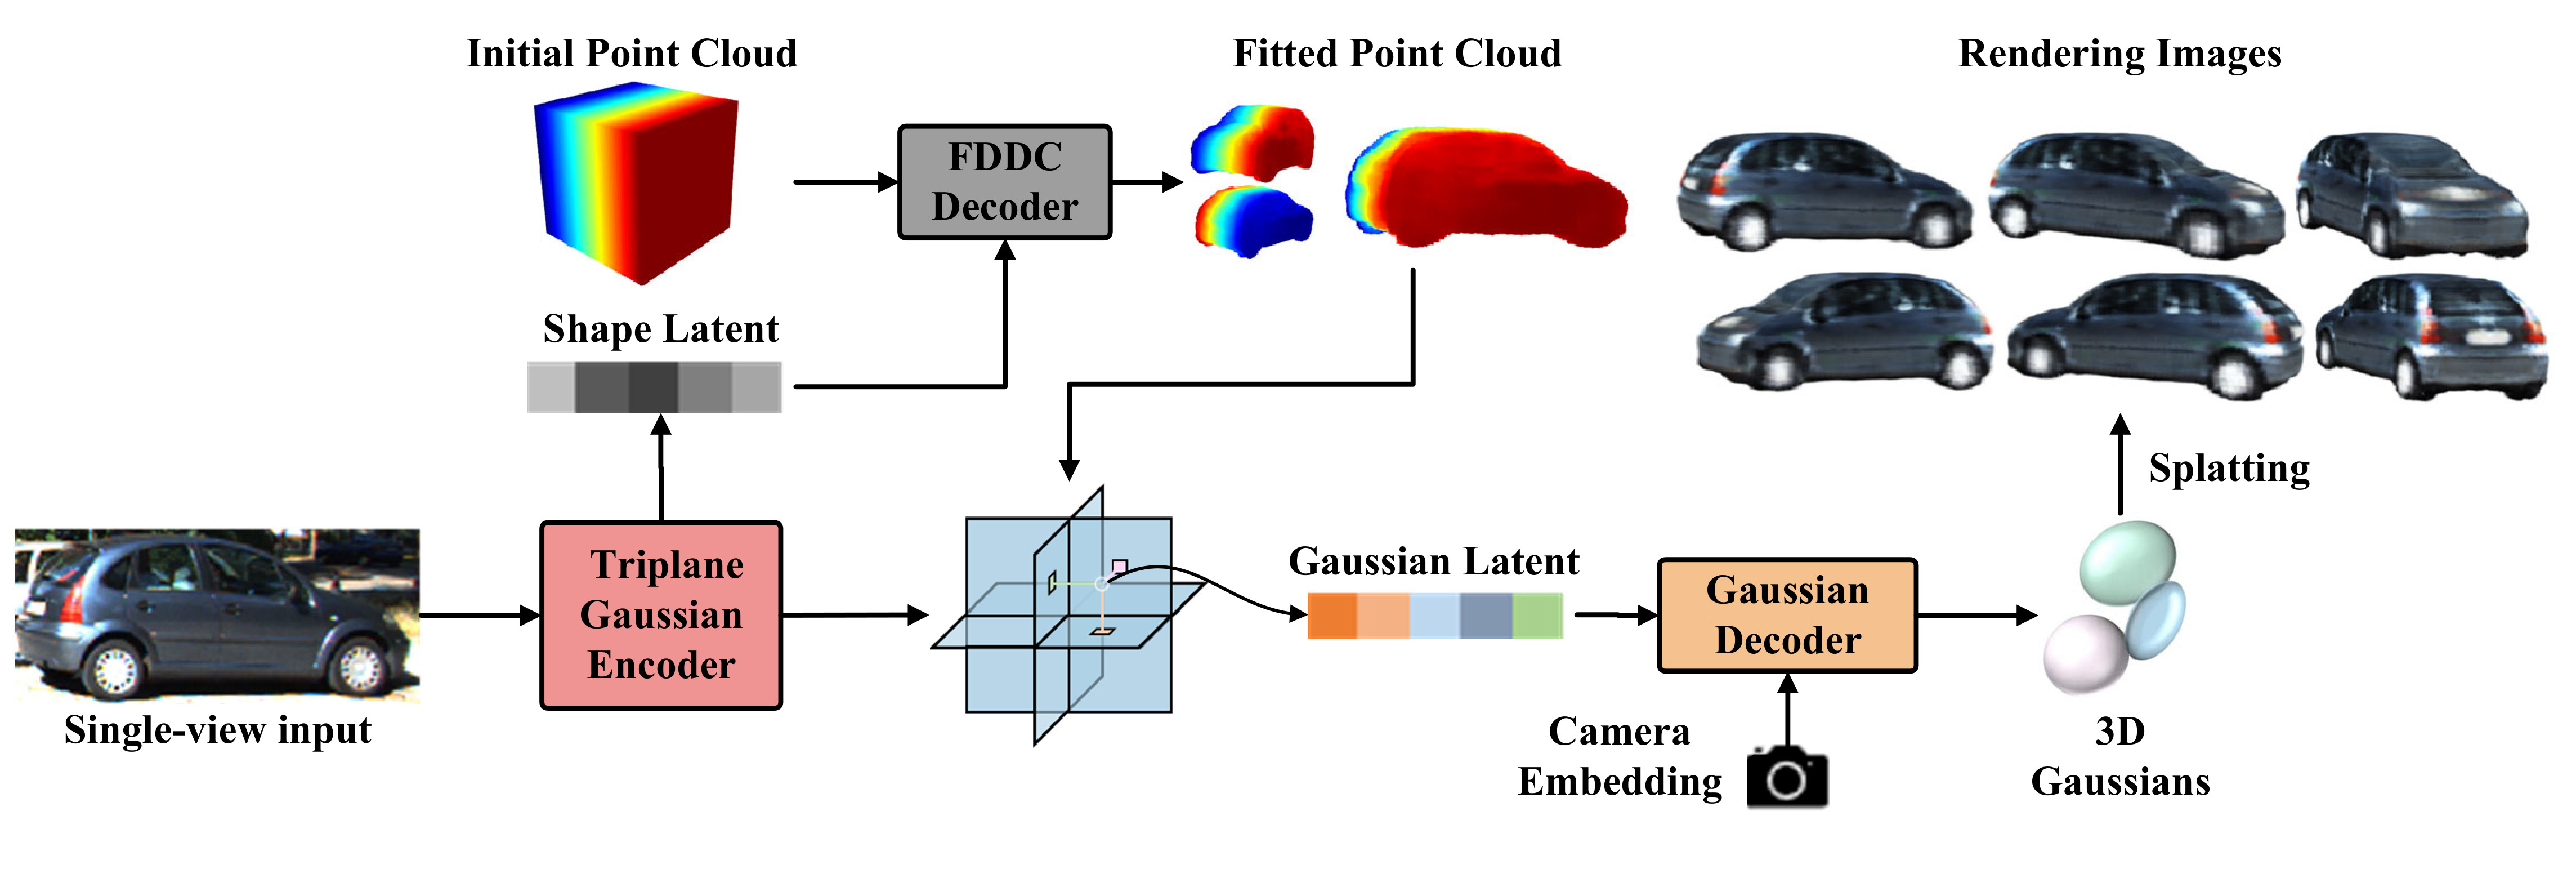 Initial Point Cloud
Fitted Point Cloud
Rendering Images
FDDC
Decoder
Shape Latent
Splatting
Triplane
Gaussian
Encoder
Gaussian Latent
Gaussian
Decoder
Single-view input
Camera
Embedding
3D
Gaussians